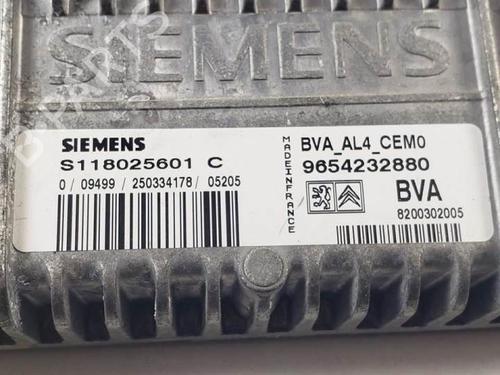 SIEMENS
SIEMENS
S118025601 C
0 / 09499 / 250334178 / 05205
MADEINFRANCE
BVA_AL4_CEM0
9654232880
BVA
8200302005